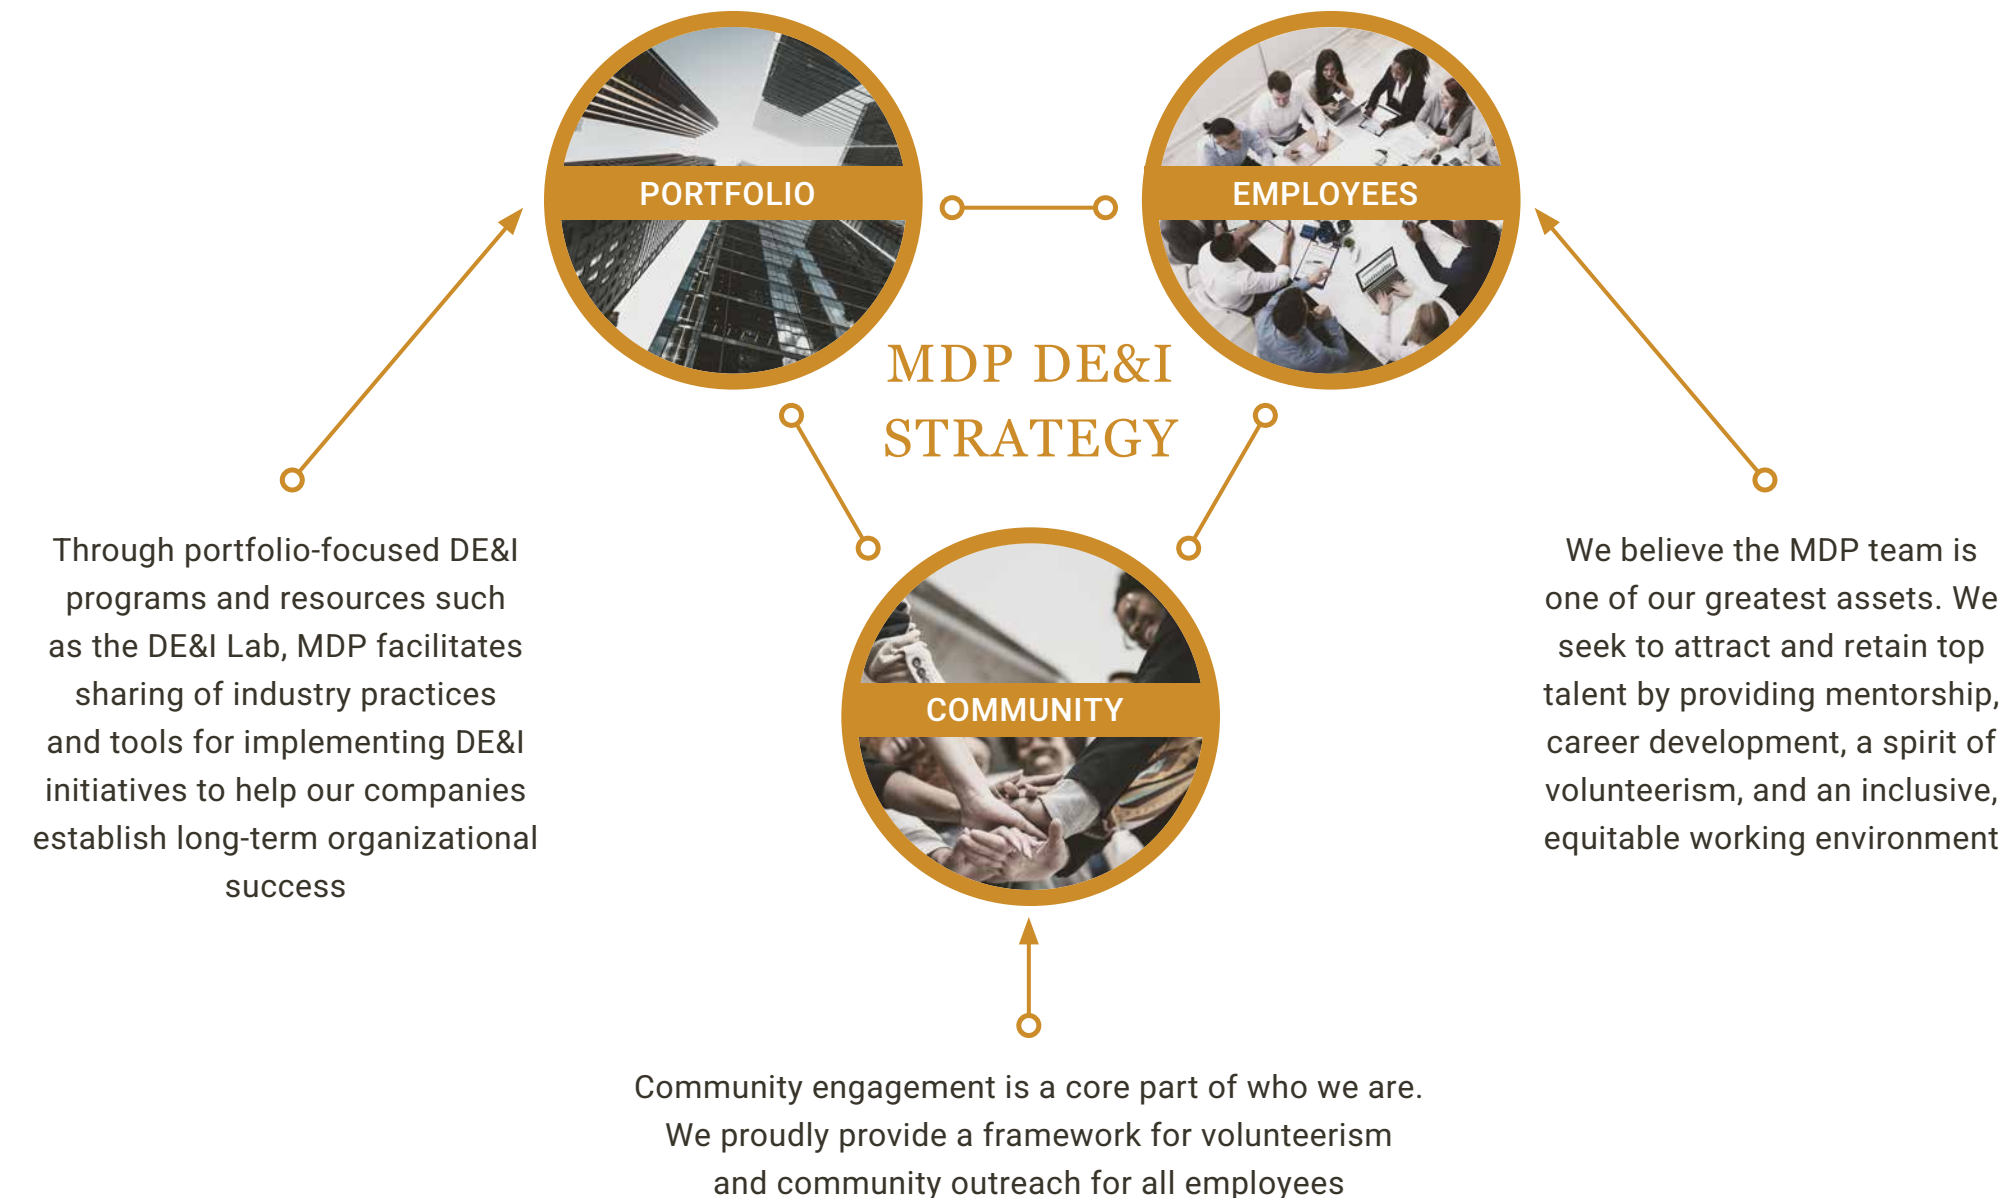 PORTFOLIO
EMPLOYEES
MDP DE&I
STRATEGY
COMMUNITY
Through portfolio-focused DE&I
programs and resources such
as the DE&I Lab, MDP facilitates
sharing of industry practices
and tools for implementing DE&I
initiatives to help our companies
establish long-term organizational
success
We believe the MDP team is
one of our greatest assets. We
seek to attract and retain top
talent by providing mentorship,
career development, a spirit of
volunteerism, and an inclusive,
equitable working environment
Community engagement is a core part of who we are.
We proudly provide a framework for volunteerism
and community outreach for all employees